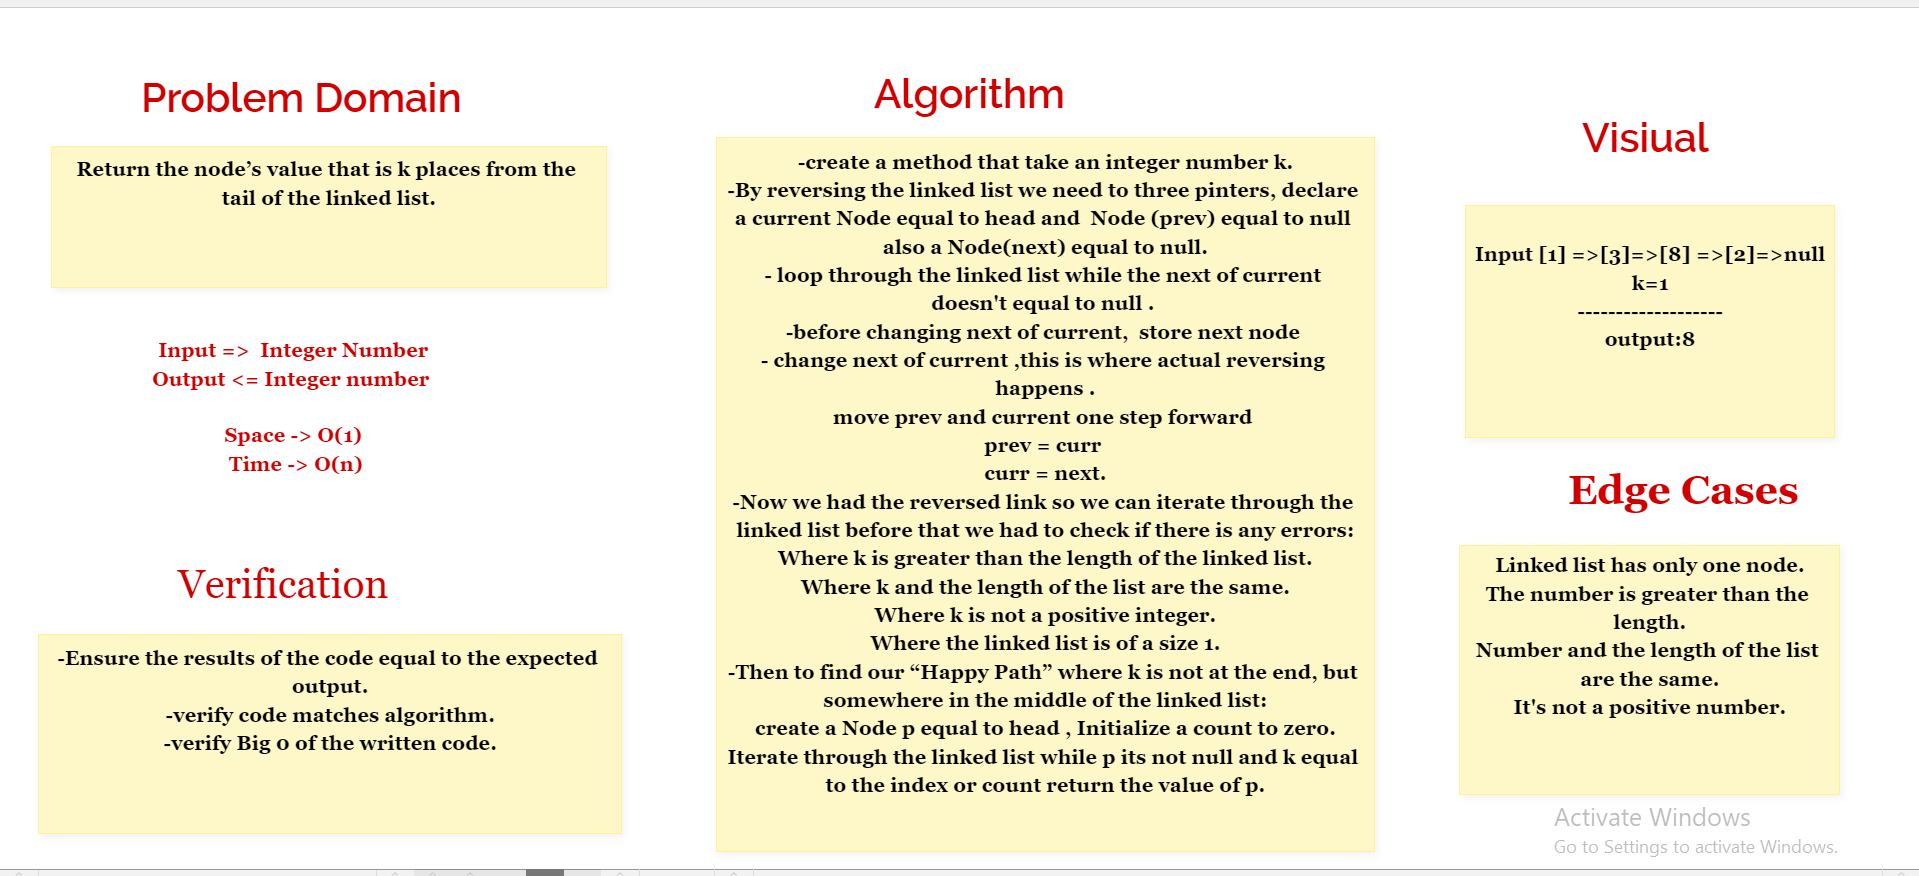 Problem Domain
Return the node’s value that is k places from the
tail of the linked list.
Input =>  Integer Number
Output <= Integer number
Space -> O(1)
Time -> O(n)
Verification
-Ensure the results of the code equal to the expected
output.
-verify code matches algorithm.
-verify Big o of the written code.
Algorithm
-create a method that take an integer number k.
-By reversing the linked list we need to three pinters, declare
a current Node equal to head and  Node (prev) equal to null
also a Node(next) equal to null.
- loop through the linked list while the next of current
doesn't equal to null .
-before changing next of current,  store next node
- change next of current ,this is where actual reversing
happens .
move prev and current one step forward
prev = curr
curr = next.
-Now we had the reversed link so we can iterate through the
linked list before that we had to check if there is any errors:
Where k is greater than the length of the linked list.
Where k and the length of the list are the same.
Where k is not a positive integer.
Where the linked list is of a size 1.
-Then to find our “Happy Path” where k is not at the end, but
somewhere in the middle of the linked list:
create a Node p equal to head , Initialize a count to zero.
Iterate through the linked list while p its not null and k equal
to the index or count return the value of p.
Visiual
Input [1] =>[3]=>[8] =>[2]=>null
k=1
-------------------
output:8
Edge Cases
Linked list has only one node.
The number is greater than the
length.
Number and the length of the list
are the same.
It's not a positive number.
Activate Windows
Go to Settings to activate Windows.